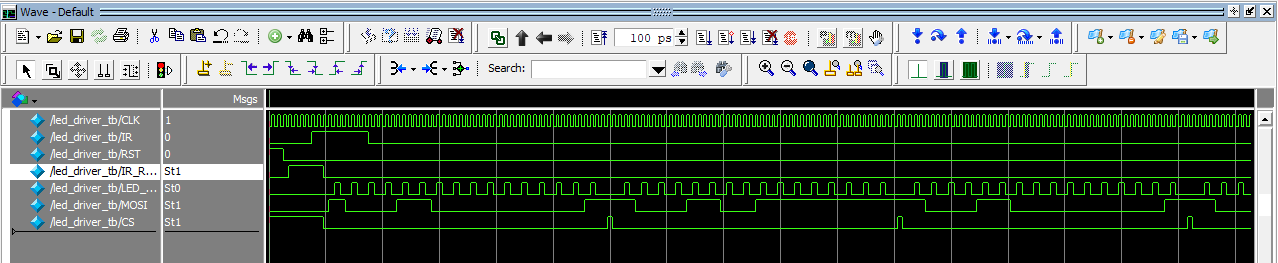 Wave - Default
100 ps
Search:
Msgs
/led_driver_tb/CLK 1
/led_driver_tb/IR 0
/led_driver_tb/RST 0
/led_driver_tb/IR_R... St1
/led_driver_tb/LED_... St0
/led_driver_tb/MOSI St1
/led_driver_tb/CS St1